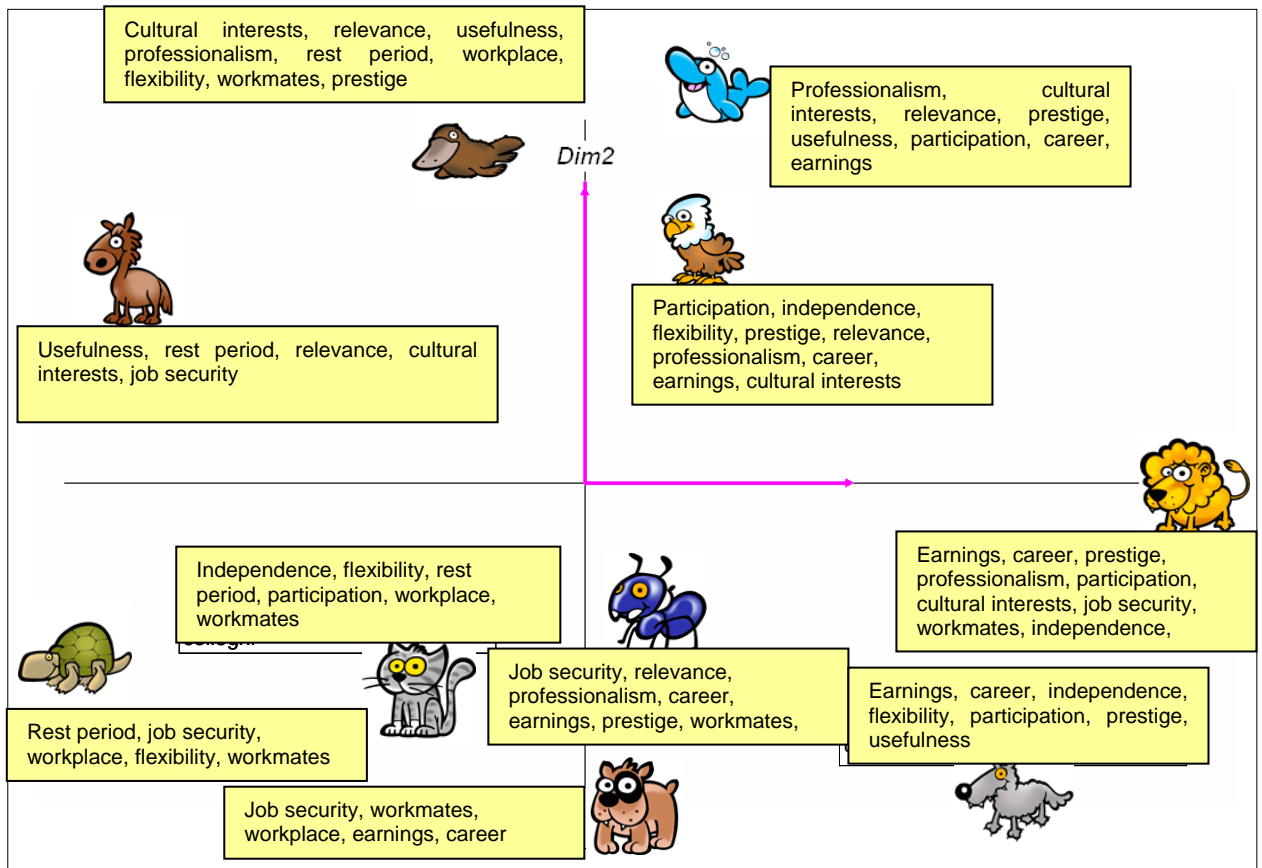 Cultural interests, relevance, usefulness,
professionalism, rest period, workplace,
flexibility, workmates, prestige
Professionalism, cultural
interests, relevance, prestige,
usefulness, participation, career,
earnings
Dim2
Participation, independence,
flexibility, prestige, relevance,
professionalism, career,
earnings, cultural interests
Usefulness, rest period, relevance, cultural
interests, job security
Independence, flexibility, rest
period, participation, workplace,
workmates
Earnings, career, prestige,
professionalism, participation,
cultural interests, job security,
workmates, independence,
Job security, relevance,
professionalism, career,
earnings, prestige, workmates,
Earnings, career, independence,
flexibility, participation, prestige,
usefulness
Rest period, job security,
workplace, flexibility, workmates
Job security, workmates,
workplace, earnings, career